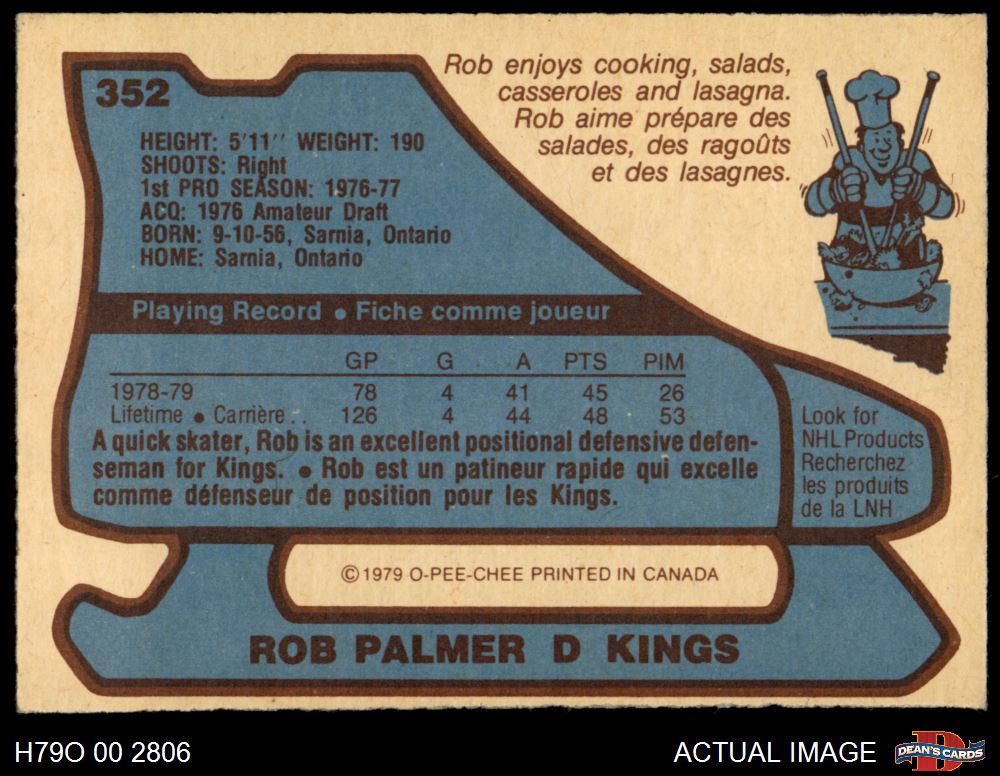 352
Rob enjoys cooking, salads,
casseroles and lasagna.
Rob aime prépare des
salades, des ragoûts
et des lasagnes.
HEIGHT: 5'11'' WEIGHT: 190
SHOOTS: Right
1st PRO SEASON: 1976-77
ACQ: 1976 Amateur Draft
BORN: 9-10-56, Sarnia, Ontario
HOME: Sarnia, Ontario
Playing Record • Fiche comme joueur
GP G A PTS PIM
1978-79 78 4 41 45 26
Lifetime • Carrière . . 126 4 44 48 53
A quick skater, Rob is an excellent positional defensive defen-
seman for Kings. • Rob est un patineur rapide qui excelle
comme défenseur de position pour les Kings.
Look for
NHL Products
Recherchez
les produits
de la LNH
© 1979 O-PEE-CHEE PRINTED IN CANADA
ROB PALMER D KINGS
H79O 00 2806
ACTUAL IMAGE
D
DEAN'S CARDS